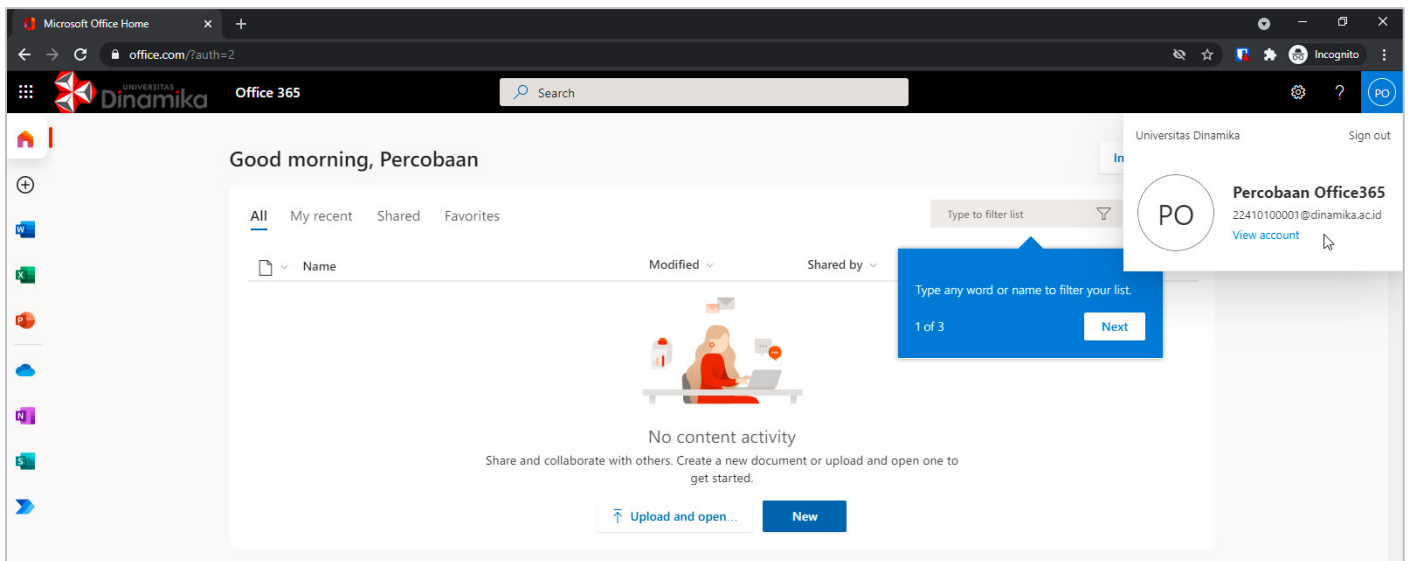 Microsoft Office Home
office.com/?auth=2
Incognito
UNIVERSITAS
Dinamika
Office 365
Search
?
PO
Universitas Dinamika
Sign out
Good morning, Percobaan
In
PO
Percobaan Office365
22410100001@dinamika.ac.id
View account
All My recent Shared Favorites
Type to filter list
Name Modified Shared by
Type any word or name to filter your list.
1 of 3
Next
No content activity
Share and collaborate with others. Create a new document or upload and open one to
get started.
Upload and open...
New
W
X
P
N
S